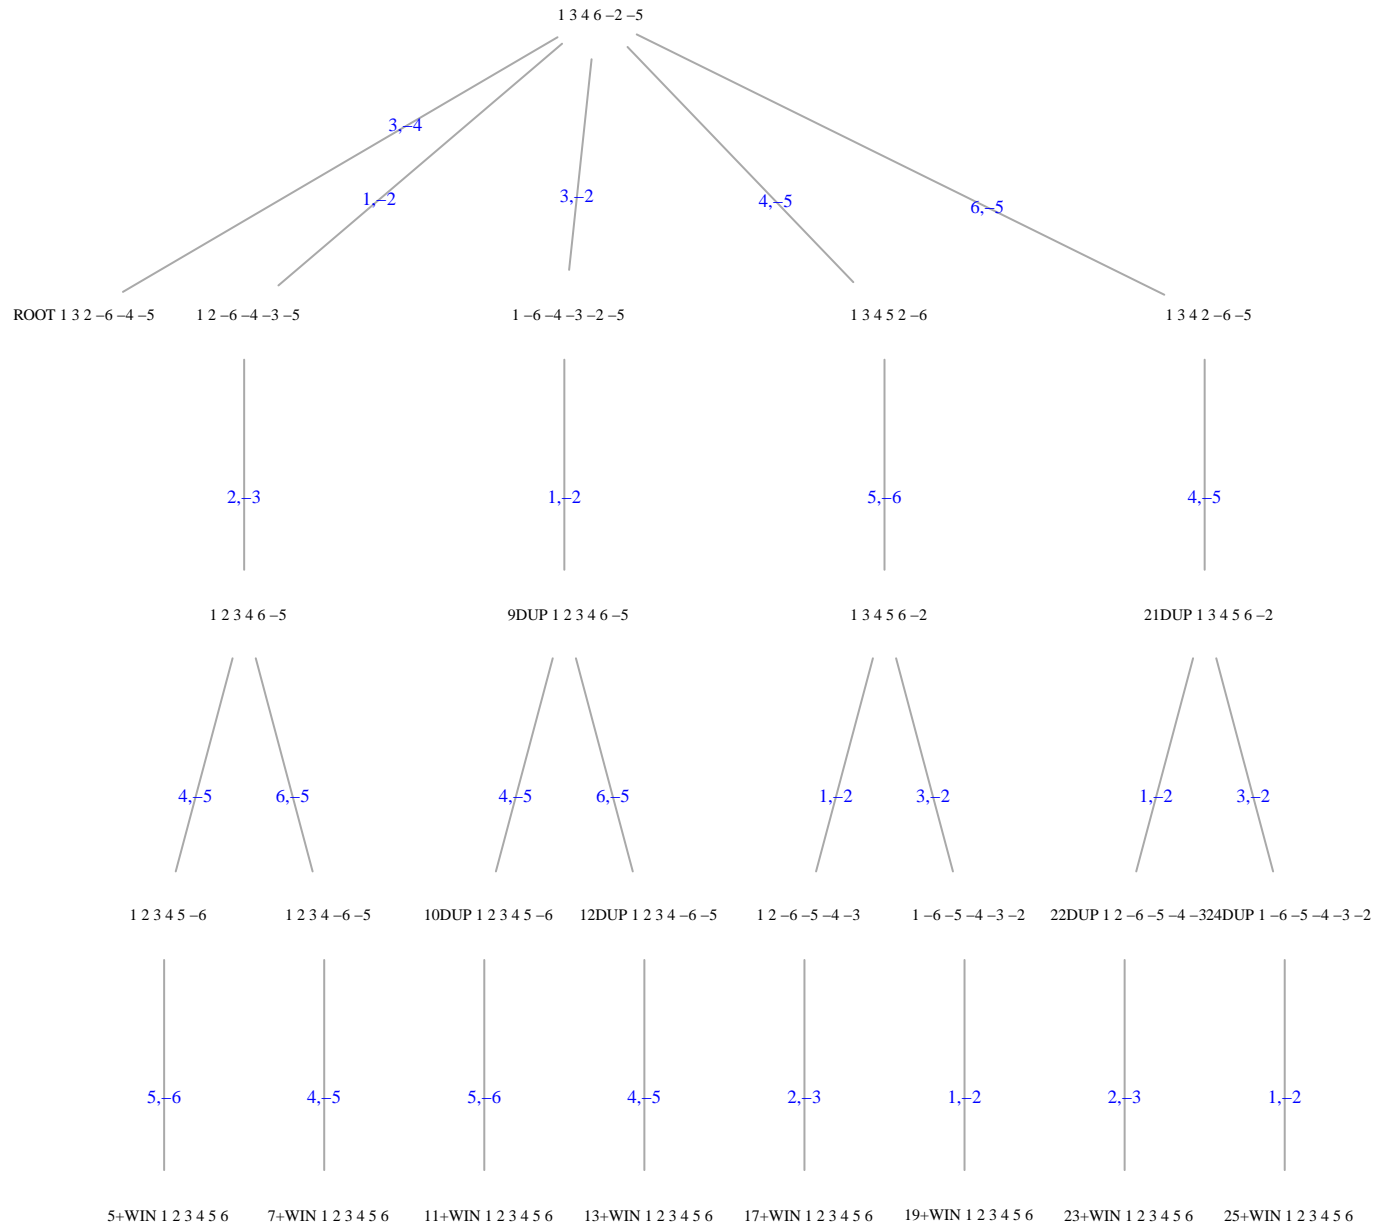 1 3 4 6 –2 –5
3,–4
1,–2
3,–2
4,–5
6,–5
ROOT 1 3 2 –6 –4 –5
1 2 –6 –4 –3 –5
1 –6 –4 –3 –2 –5
1 3 4 5 2 –6
1 3 4 2 –6 –5
2,–3
1,–2
5,–6
4,–5
1 2 3 4 6 –5
9DUP 1 2 3 4 6 –5
1 3 4 5 6 –2
21DUP 1 3 4 5 6 –2
4,–5
6,–5
4,–5
6,–5
1,–2
3,–2
1,–2
3,–2
1 2 3 4 5 –6
1 2 3 4 –6 –5
10DUP 1 2 3 4 5 –6
12DUP 1 2 3 4 –6 –5
1 2 –6 –5 –4 –3
1 –6 –5 –4 –3 –2
22DUP 1 2 –6 –5 –4 –3
24DUP 1 –6 –5 –4 –3 –2
5,–6
4,–5
5,–6
4,–5
2,–3
1,–2
2,–3
1,–2
5+WIN 1 2 3 4 5 6
7+WIN 1 2 3 4 5 6
11+WIN 1 2 3 4 5 6
13+WIN 1 2 3 4 5 6
17+WIN 1 2 3 4 5 6
19+WIN 1 2 3 4 5 6
23+WIN 1 2 3 4 5 6
25+WIN 1 2 3 4 5 6